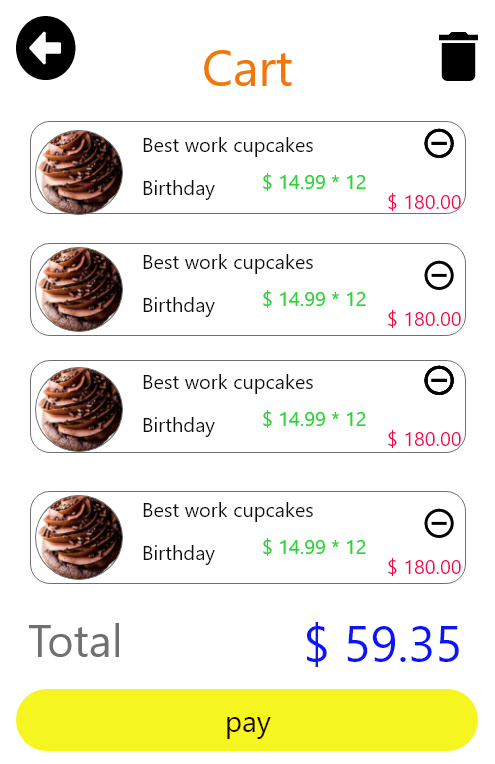 Cart
Best work cupcakes
Birthday $ 14.99 * 12
$ 180.00
Best work cupcakes
Birthday $ 14.99 * 12
$ 180.00
Best work cupcakes
Birthday $ 14.99 * 12
$ 180.00
Best work cupcakes
Birthday $ 14.99 * 12
$ 180.00
Total $ 59.35
pay